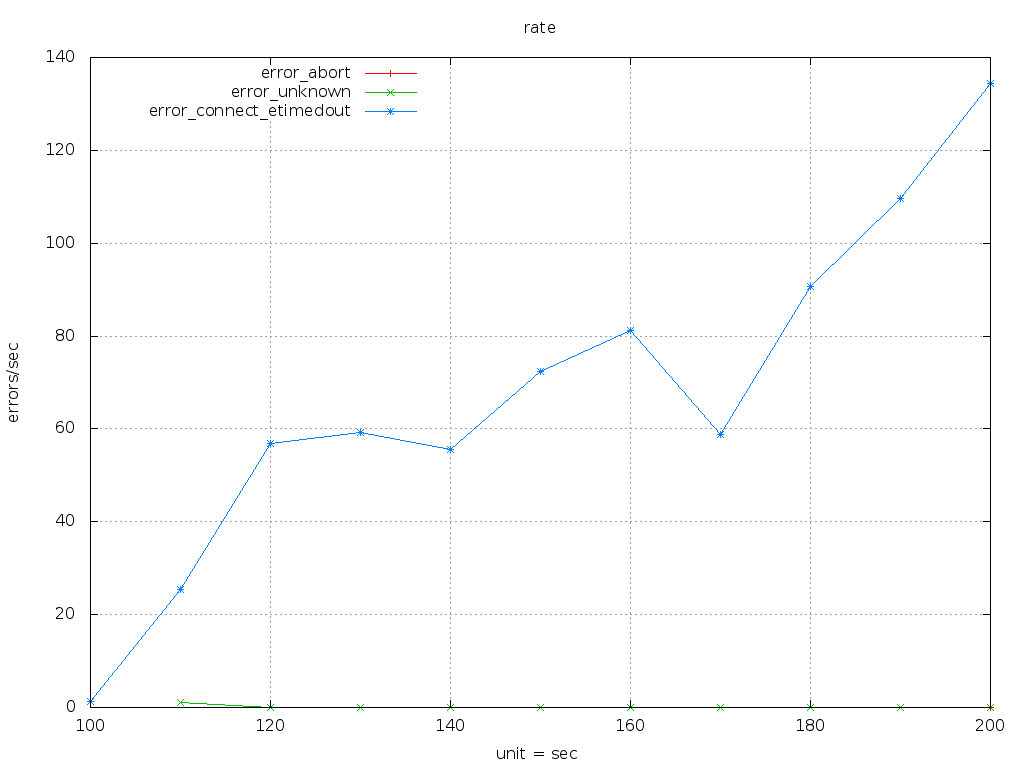 rate
140
error_abort
error_unknown
error_connect_etimedout
120
100
80
errors/sec
60
40
20
0
100 120 140 160 180 200
unit = sec